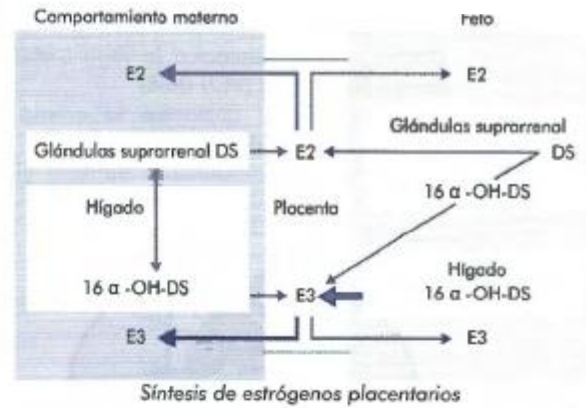 Compartimiento materno
Feto
E2
E2
Glándulas suprarrenal
Glándulas suprarrenal DS
E2
DS
16 α -OH-DS
Hígado
Placenta
Hígado
16 α -OH-DS
E3
16 α -OH-DS
E3
E3
Síntesis de estrógenos placentarios